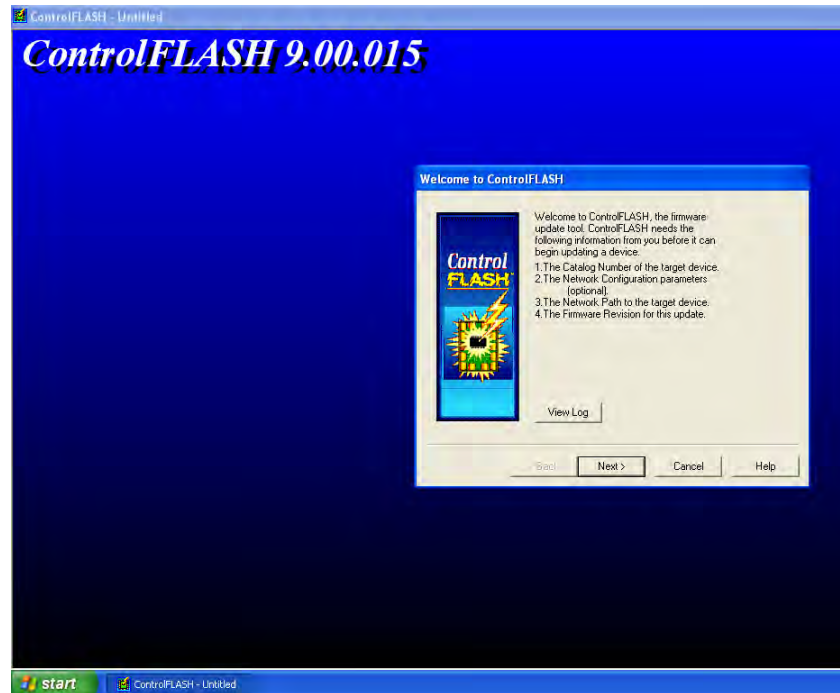 ControlFLASH - Untitled
ControlFLASH 9.00.015
Welcome to ControlFLASH
Control
FLASH
Welcome to ControlFLASH, the firmware
update tool. ControlFLASH needs the
following information from you before it can
begin updating a device.
1.The Catalog Number of the target device.
2.The Network Configuration parameters
(optional).
3.The Network Path to the target device.
4.The Firmware Revision for this update.
View Log
Next >
Cancel
Help
start
ControlFLASH - Untitled